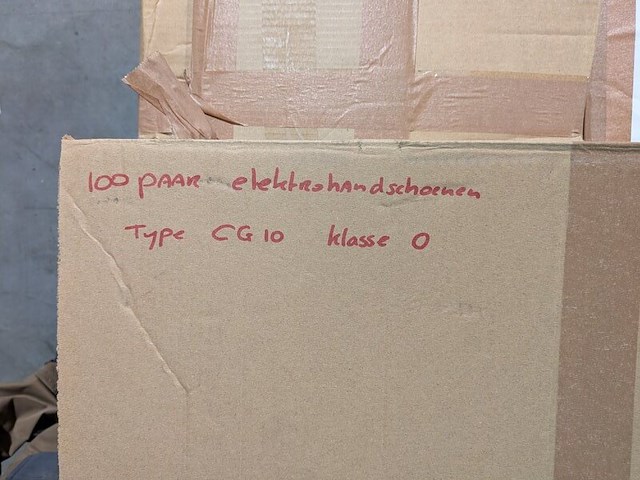 100 PAAR elektrohandschoenen
Type CG 10 klasse 0